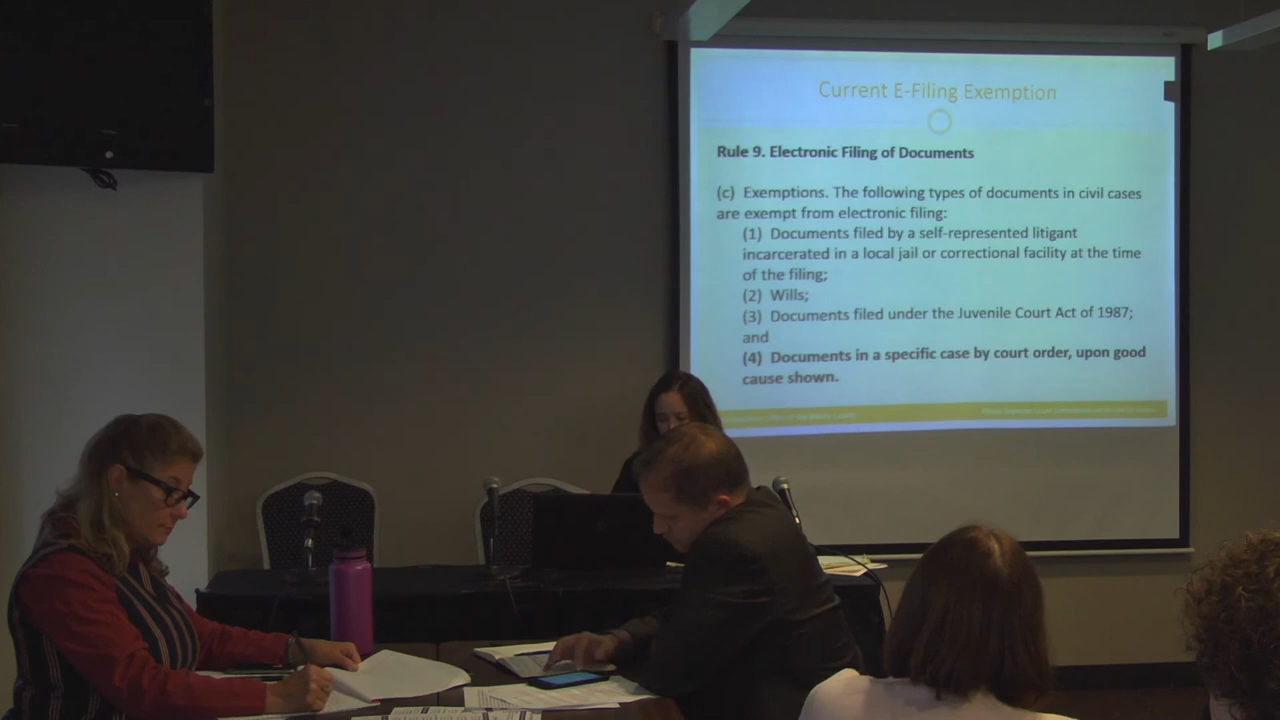 Current E-Filing Exemption
Rule 9. Electronic Filing of Documents
(c) Exemptions. The following types of documents in civil cases
are exempt from electronic filing:
(1) Documents filed by a self-represented litigant
incarcerated in a local jail or correctional facility at the time
of the filing;
(2) Wills;
(3) Documents filed under the Juvenile Court Act of 1987;
and
(4) Documents in a specific case by court order, upon good
cause shown.